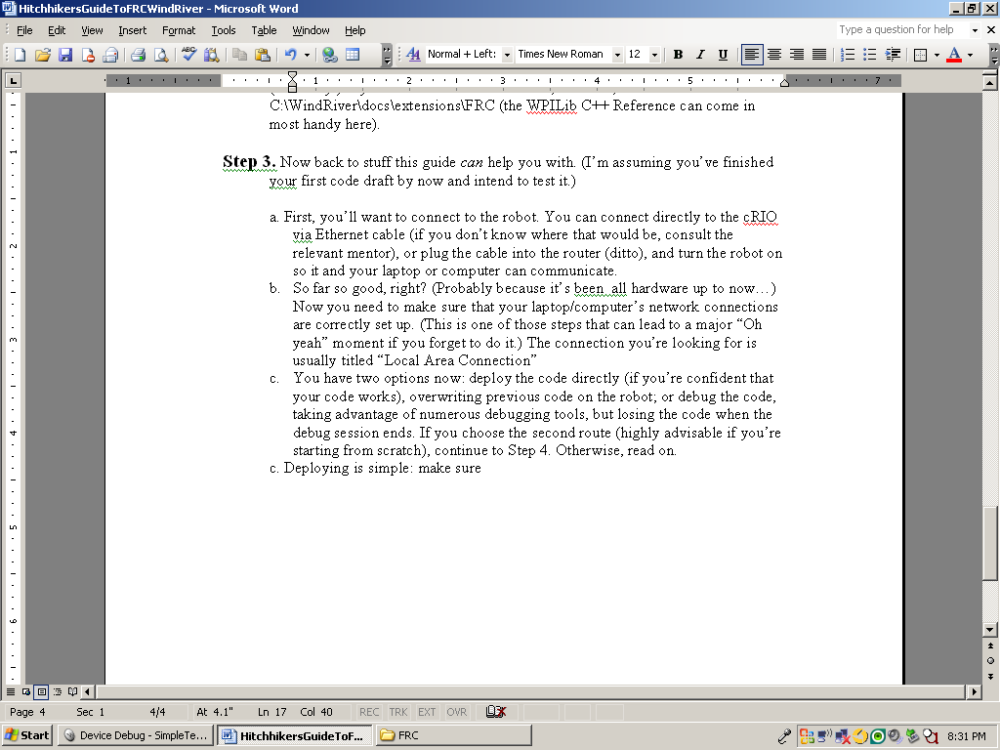 HitchhikersGuideToFRCWindRiver - Microsoft Word
File Edit View Insert Format Tools Table Window Help
Type a question for help
Normal + Left: Times New Roman 12 B I U A
1 1 2 3 4 5 7
C:\WindRiver\docs\extensions\FRC (the WPILib C++ Reference can come in
most handy here).
Step 3. Now back to stuff this guide can help you with. (I'm assuming you've finished
your first code draft by now and intend to test it.)
a. First, you'll want to connect to the robot. You can connect directly to the cRIO
via Ethernet cable (if you don't know where that would be, consult the
relevant mentor), or plug the cable into the router (ditto), and turn the robot on
so it and your laptop or computer can communicate.
b. So far so good, right? (Probably because it's been all hardware up to now…)
Now you need to make sure that your laptop/computer's network connections
are correctly set up. (This is one of those steps that can lead to a major “Oh
yeah” moment if you forget to do it.) The connection you're looking for is
usually titled “Local Area Connection”
c. You have two options now: deploy the code directly (if you're confident that
your code works), overwriting previous code on the robot; or debug the code,
taking advantage of numerous debugging tools, but losing the code when the
debug session ends. If you choose the second route (highly advisable if you're
starting from scratch), continue to Step 4. Otherwise, read on.
c. Deploying is simple: make sure
Page 4 Sec 1 4/4 At 4.1" Ln 17 Col 40 REC TRK EXT OVR
Start Device Debug - SimpleTe... HitchhikersGuideToF... FRC 8:31 PM